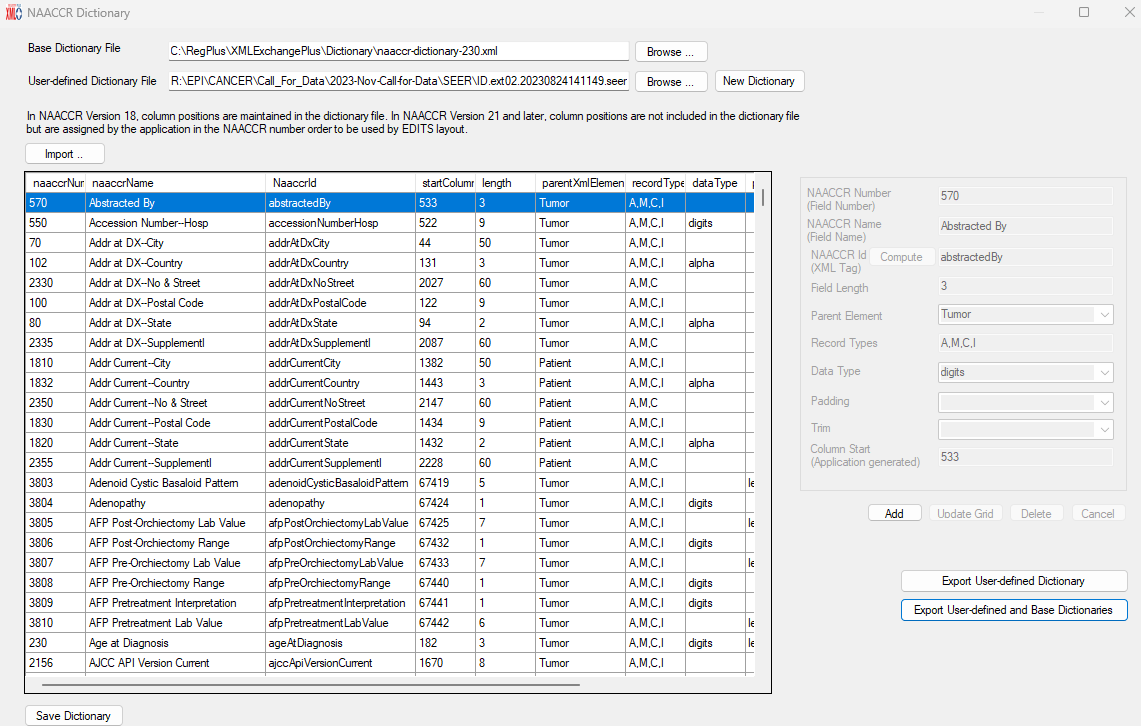 NAACCR Dictionary
Base Dictionary File C:\RegPlus\XMLExchangePlus\Dictionary\naaccr-dictionary-230.xml Browse ...
User-defined Dictionary File R:\EPI\CANCER\Call_For_Data\2023-Nov-Call-for-Data\SEER\ID.ext02.20230824141149.seer Browse ... New Dictionary
In NAACCR Version 18, column positions are maintained in the dictionary file. In NAACCR Version 21 and later, column positions are not included in the dictionary file
but are assigned by the application in the NAACCR number order to be used by EDITS layout.
Import ..
naaccrNur naaccrName NaaccrId startColumr length parentXmlElemen recordType dataType p
570 Abstracted By abstractedBy 533 3 Tumor A,M,C,I
550 Accession Number--Hosp accessionNumberHosp 522 9 Tumor A,M,C,I digits
70 Addr at DX--City addrAtDxCity 44 50 Tumor A,M,C,I
102 Addr at DX--Country addrAtDxCountry 131 3 Tumor A,M,C,I alpha
2330 Addr at DX--No & Street addrAtDxNoStreet 2027 60 Tumor A,M,C
100 Addr at DX--Postal Code addrAtDxPostalCode 122 9 Tumor A,M,C,I
80 Addr at DX--State addrAtDxState 94 2 Tumor A,M,C,I alpha
2335 Addr at DX--Supplementl addrAtDxSupplementl 2087 60 Tumor A,M,C
1810 Addr Current--City addrCurrentCity 1382 50 Patient A,M,C,I
1832 Addr Current--Country addrCurrentCountry 1443 3 Patient A,M,C,I alpha
2350 Addr Current--No & Street addrCurrentNoStreet 2147 60 Patient A,M,C
1830 Addr Current--Postal Code addrCurrentPostalCode 1434 9 Patient A,M,C,I
1820 Addr Current--State addrCurrentState 1432 2 Patient A,M,C,I alpha
2355 Addr Current--Supplementl addrCurrentSupplementl 2228 60 Patient A,M,C
3803 Adenoid Cystic Basaloid Pattern adenoidCysticBasaloidPattern 67419 5 Tumor A,M,C,I le
3804 Adenopathy adenopathy 67424 1 Tumor A,M,C,I digits
3805 AFP Post-Orchiectomy Lab Value afpPostOrchiectomyLabValue 67425 7 Tumor A,M,C,I le
3806 AFP Post-Orchiectomy Range afpPostOrchiectomyRange 67432 1 Tumor A,M,C,I digits
3807 AFP Pre-Orchiectomy Lab Value afpPreOrchiectomyLabValue 67433 7 Tumor A,M,C,I le
3808 AFP Pre-Orchiectomy Range afpPreOrchiectomyRange 67440 1 Tumor A,M,C,I digits
3809 AFP Pretreatment Interpretation afpPretreatmentInterpretation 67441 1 Tumor A,M,C,I digits
3810 AFP Pretreatment Lab Value afpPretreatmentLabValue 67442 6 Tumor A,M,C,I le
230 Age at Diagnosis ageAtDiagnosis 182 3 Tumor A,M,C,I digits le
2156 AJCC API Version Current ajccApiVersionCurrent 1670 8 Tumor A,M,C,I
NAACCR Number
(Field Number) 570
NAACCR Name
(Field Name) Abstracted By
NAACCR Id
(XML Tag) Compute abstractedBy
Field Length 3
Parent Element Tumor
Record Types A,M,C,I
Data Type digits
Padding
Trim
Column Start
(Application generated) 533
Add Update Grid Delete Cancel
Export User-defined Dictionary
Export User-defined and Base Dictionaries
Save Dictionary